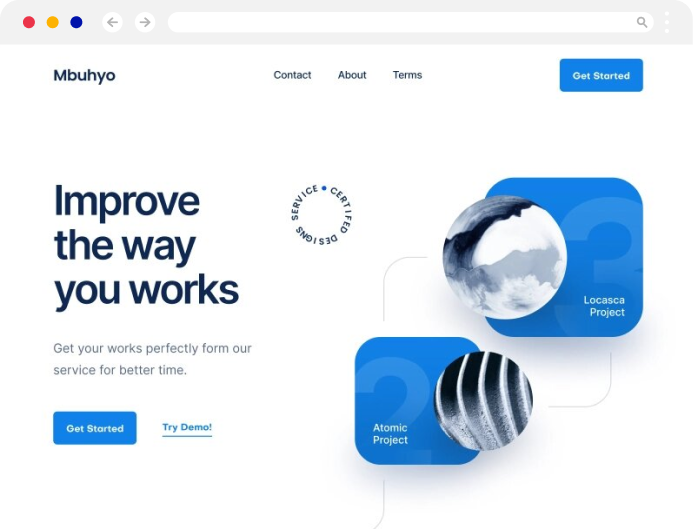 Mbuhyo
Contact
About
Terms
Get Started
Improve
the way
you works
SERVICE • CERTIFED DESIGNS
Get your works perfectly form our
service for better time.
Get Started
Try Demo!
3
Locasca
Project
2
Atomic
Project